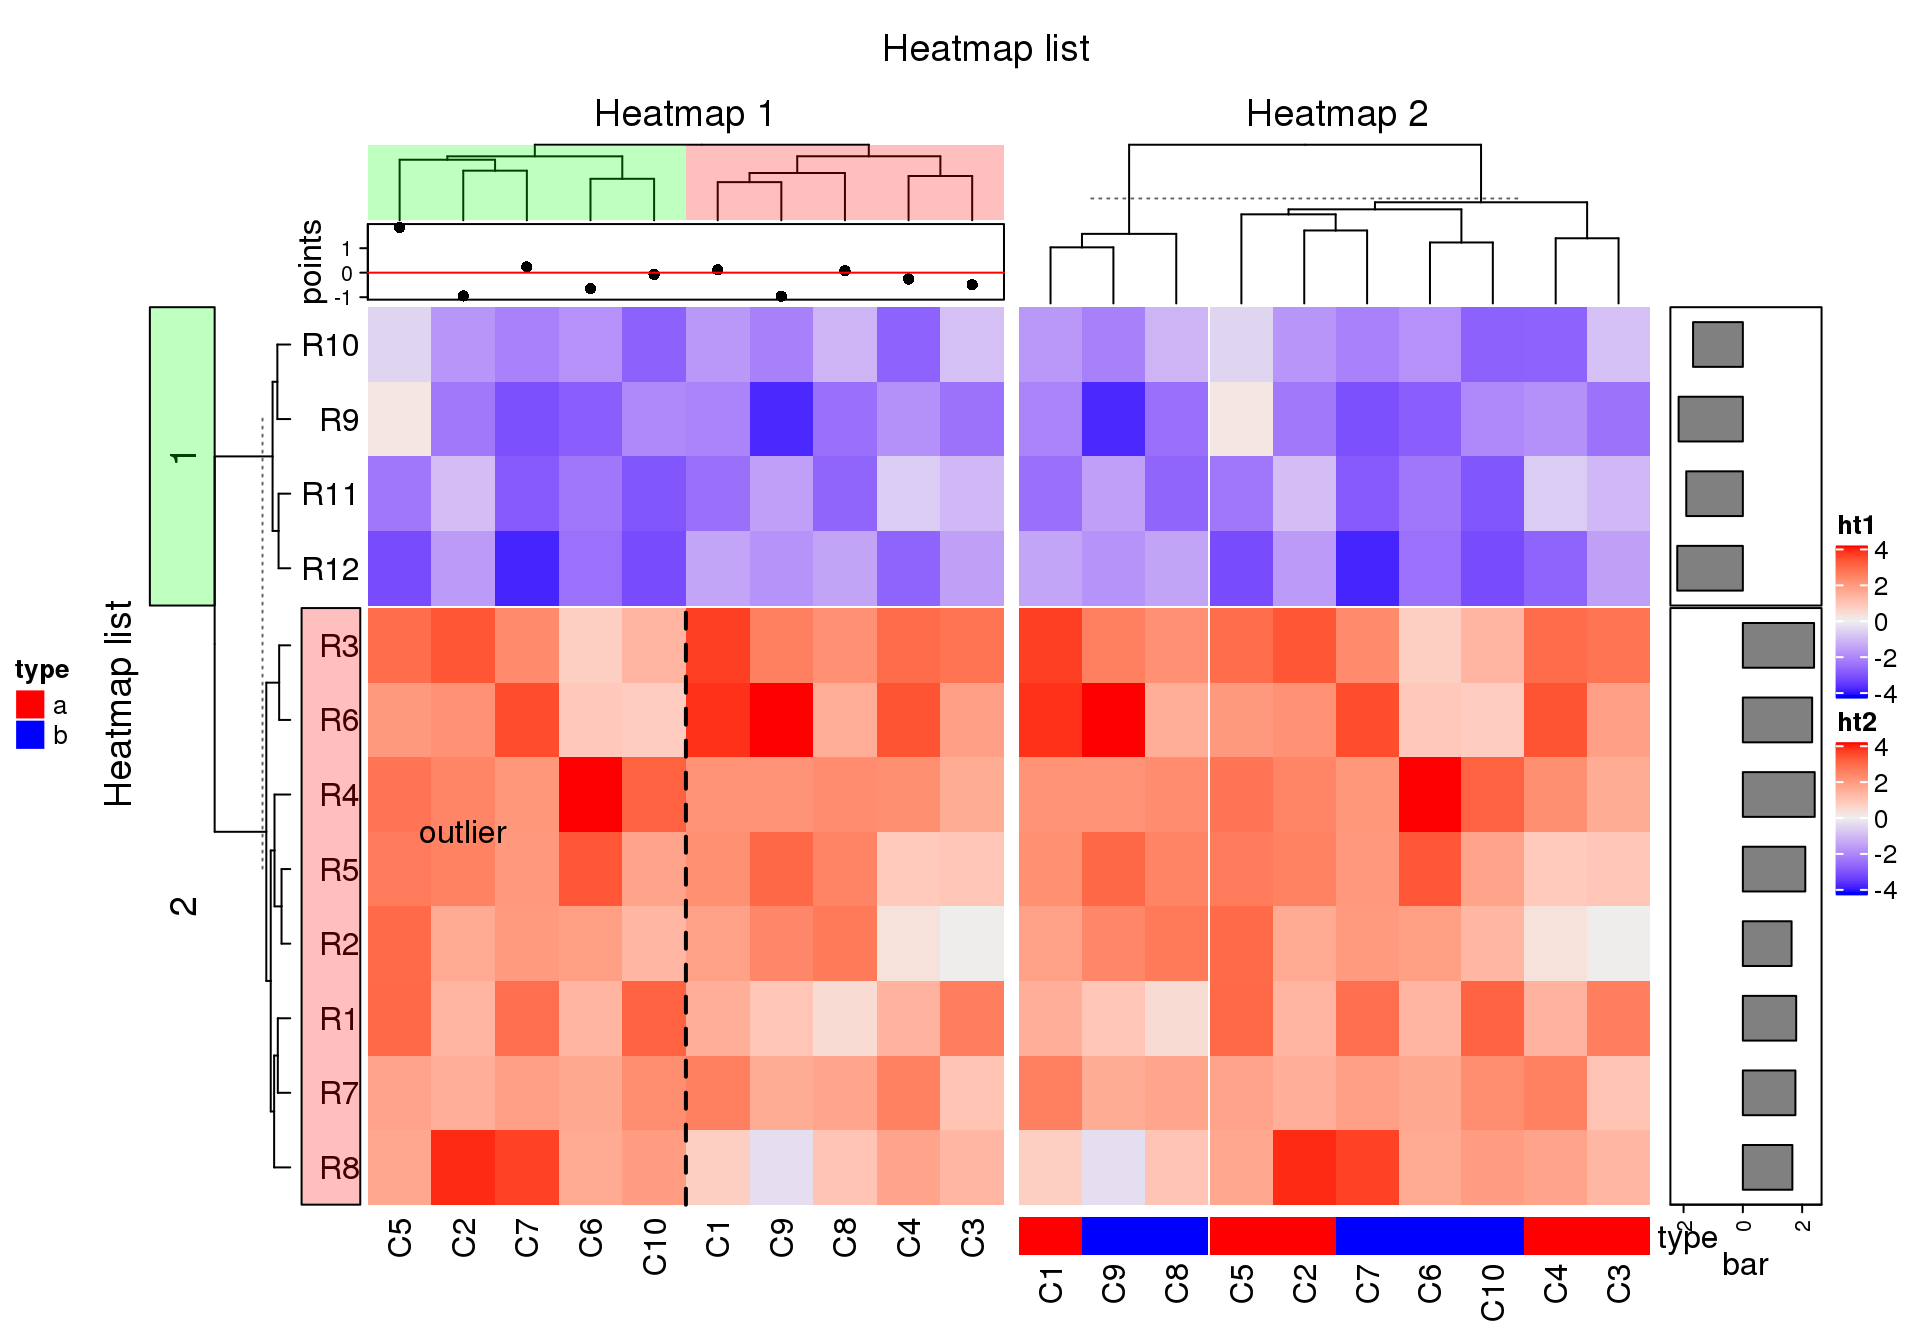 Heatmap list
Heatmap 1
Heatmap 2
points
1
0
-1
Heatmap list
1
2
R10
R9
R11
R12
R3
R6
R4
R5
R2
R1
R7
R8
outlier
C5 C2 C7 C6 C10 C1 C9 C8 C4 C3
C1 C9 C8 C5 C2 C7 C6 C10 C4 C3
type
-2 0 2
bar
type
a
b
ht1
4
2
0
-2
-4
ht2
4
2
0
-2
-4